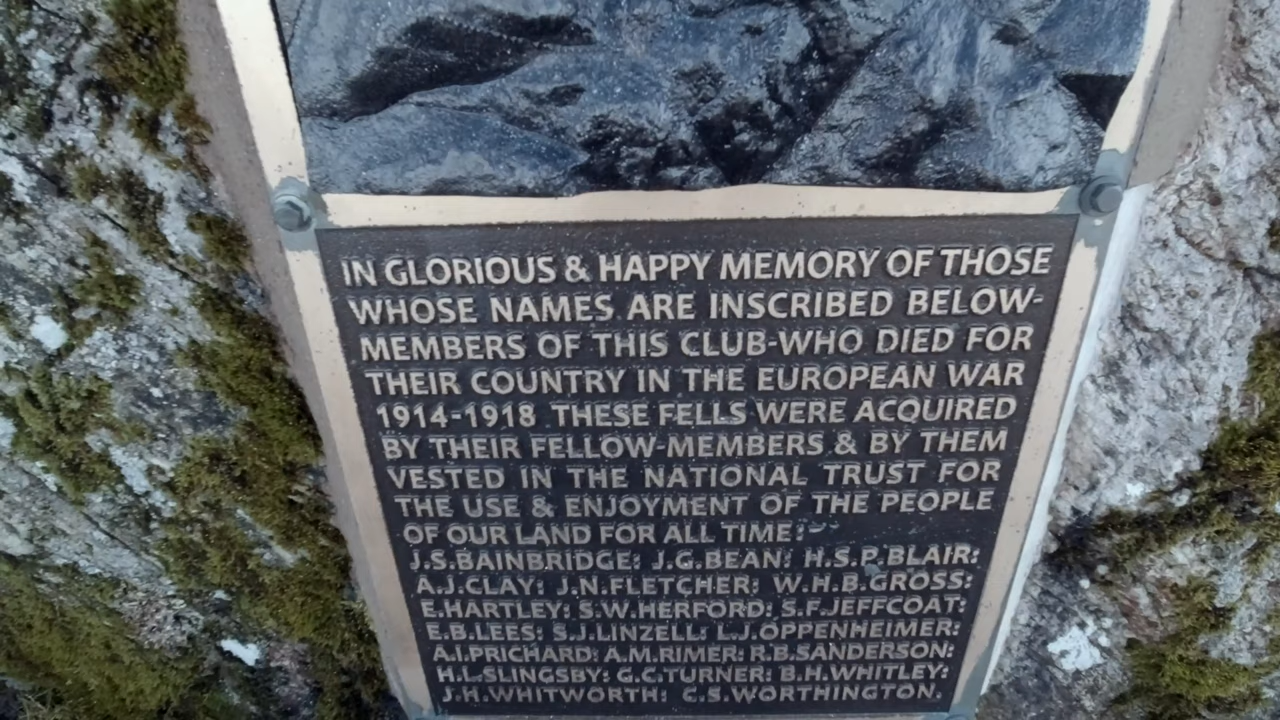 IN GLORIOUS & HAPPY MEMORY OF THOSE
WHOSE NAMES ARE INSCRIBED BELOW-
MEMBERS OF THIS CLUB-WHO DIED FOR
THEIR COUNTRY IN THE EUROPEAN WAR
1914-1918 THESE FELLS WERE ACQUIRED
BY THEIR FELLOW-MEMBERS & BY THEM
VESTED IN THE NATIONAL TRUST FOR
THE USE & ENJOYMENT OF THE PEOPLE
OF OUR LAND FOR ALL TIME:-
J.S.BAINBRIDGE: J.G.BEAN: H.S.P.BLAIR:
A.J.CLAY: J.N.FLETCHER: W.H.B.GROSS:
E.HARTLEY: S.W.HERFORD: S.F.JEFFCOAT:
E.B.LEES: S.J.LINZELL: L.J.OPPENHEIMER:
A.I.PRICHARD: A.M.RIMER: R.B.SANDERSON:
H.L.SLINGSBY: G.C.TURNER: B.H.WHITLEY:
J.H.WHITWORTH: C.S.WORTHINGTON.